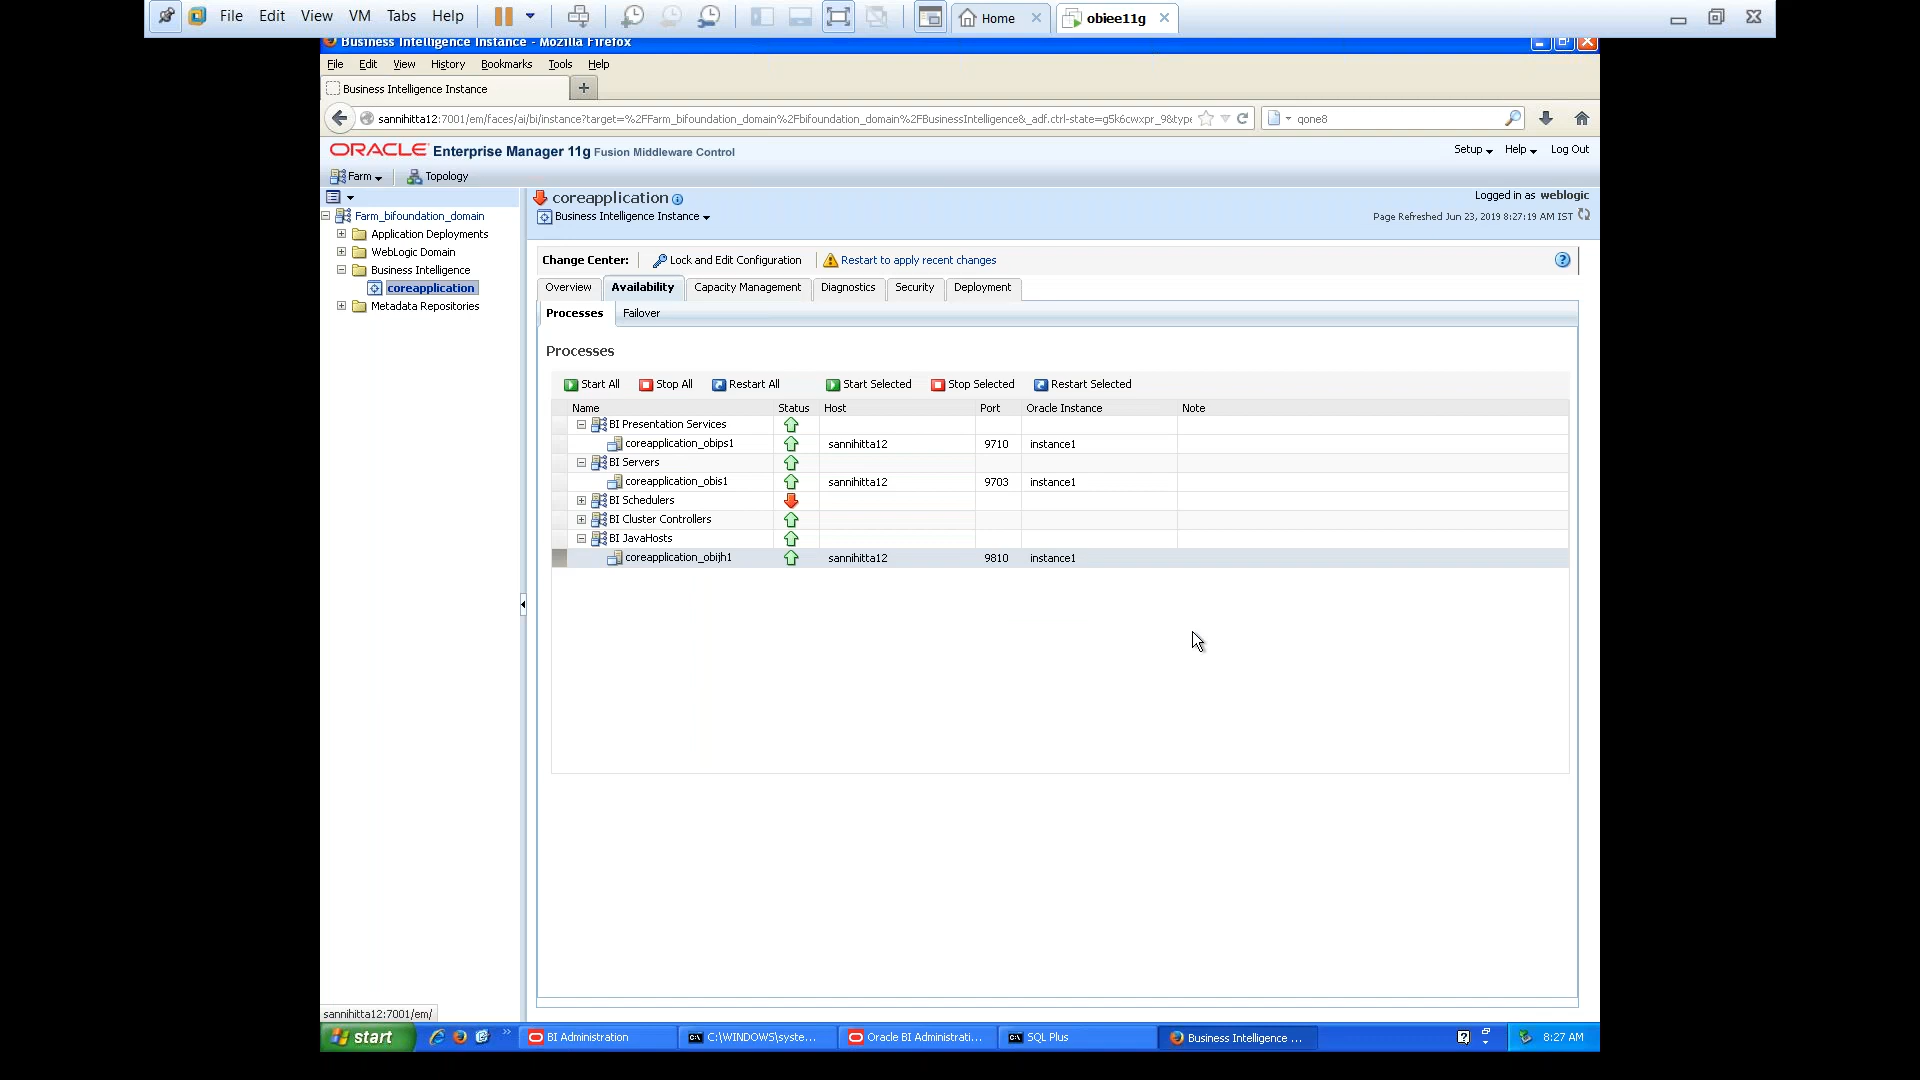 File Edit View VM Tabs Help Home obiee11g
Business Intelligence Instance - Mozilla Firefox
File Edit View History Bookmarks Tools Help
Business Intelligence Instance
sannihitta12:7001/em/faces/ai/bi/instance?target=%2FFarm_bifoundation_domain%2Fbifoundation_domain%2FBusinessIntelligence&_adf.ctrl-state=g5k6cwxpr_9&type
qone8
ORACLE Enterprise Manager 11g Fusion Middleware Control
Setup Help Log Out
Farm Topology
coreapplication
Logged in as weblogic
Business Intelligence Instance
Page Refreshed Jun 23, 2019 8:27:19 AM IST
Farm_bifoundation_domain
Application Deployments
WebLogic Domain
Business Intelligence
coreapplication
Metadata Repositories
Change Center: Lock and Edit Configuration Restart to apply recent changes
Overview Availability Capacity Management Diagnostics Security Deployment
Processes Failover
Processes
Start All Stop All Restart All Start Selected Stop Selected Restart Selected
Name Status Host Port Oracle Instance Note
BI Presentation Services
coreapplication_obips1 sannihitta12 9710 instance1
BI Servers
coreapplication_obis1 sannihitta12 9703 instance1
BI Schedulers
BI Cluster Controllers
BI JavaHosts
coreapplication_obijh1 sannihitta12 9810 instance1
sannihitta12:7001/em/
start BI Administration C:\WINDOWS\syste... Oracle BI Administrati... SQL Plus Business Intelligence ... 8:27 AM